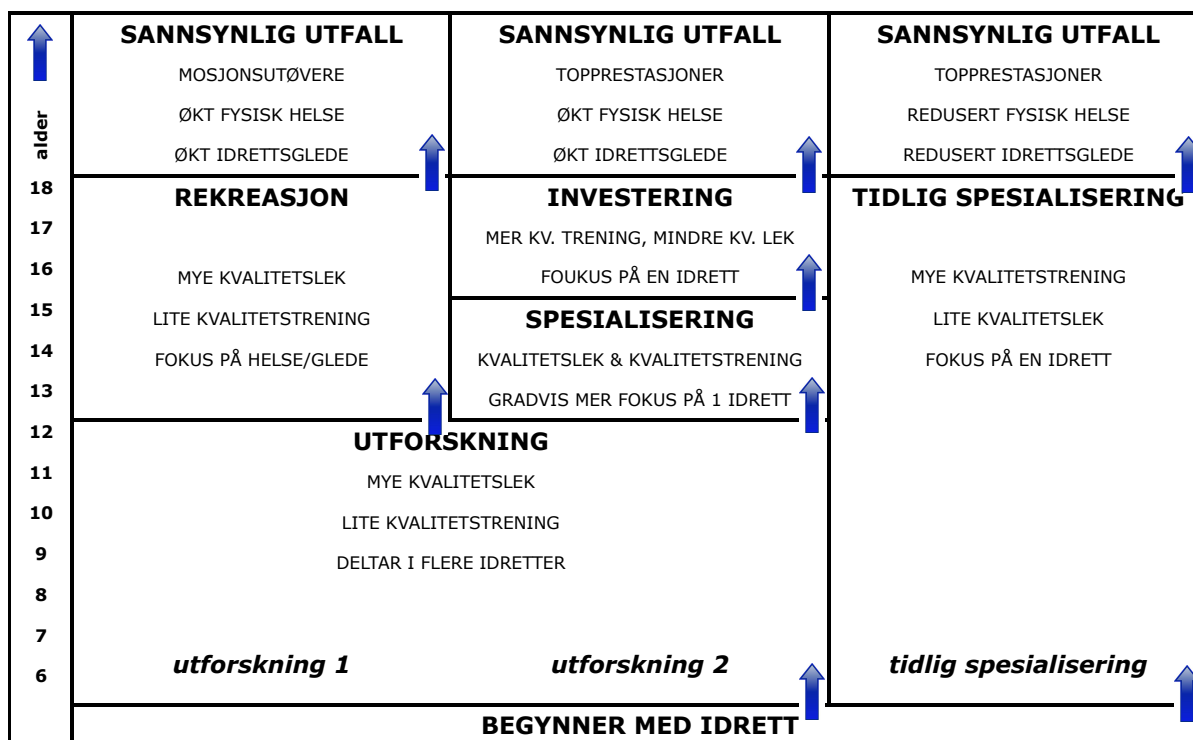 SANNSYNLIG UTFALL
MOSJONSUTØVERE
ØKT FYSISK HELSE
ØKT IDRETTSGLEDE
SANNSYNLIG UTFALL
TOPPRESTASJONER
ØKT FYSISK HELSE
ØKT IDRETTSGLEDE
SANNSYNLIG UTFALL
TOPPRESTASJONER
REDUSERT FYSISK HELSE
REDUSERT IDRETTSGLEDE
alder
18
17
16
15
14
13
12
11
10
9
8
7
6
REKREASJON
MYE KVALITETSLEK
LITE KVALITETSTRENING
FOKUS PÅ HELSE/GLEDE
INVESTERING
MER KV. TRENING, MINDRE KV. LEK
FOUKUS PÅ EN IDRETT
SPESIALISERING
KVALITETSLEK & KVALITETSTRENING
GRADVIS MER FOKUS PÅ 1 IDRETT
TIDLIG SPESIALISERING
MYE KVALITETSTRENING
LITE KVALITETSLEK
FOKUS PÅ EN IDRETT
UTFORSKNING
MYE KVALITETSLEK
LITE KVALITETSTRENING
DELTAR I FLERE IDRETTER
utforskning 1
utforskning 2
tidlig spesialisering
BEGYNNER MED IDRETT